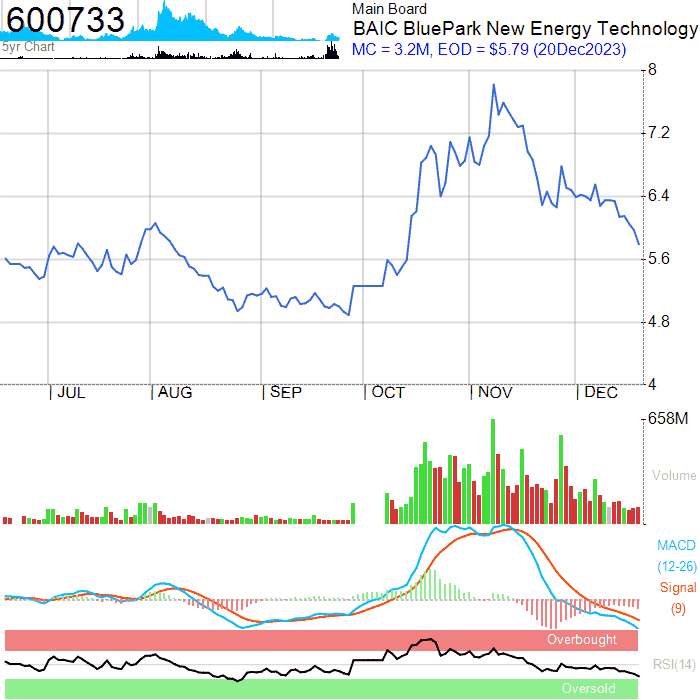 600733
5yr Chart
Main Board
BAIC BluePark New Energy Technology
MC = 3.2M, EOD = $5.79 (20Dec2023)
8
7.2
6.4
5.6
4.8
4
JUL AUG SEP OCT NOV DEC
658M
Volume
MACD
(12-26)
Signal
(9)
Overbought
RSI(14)
Oversold